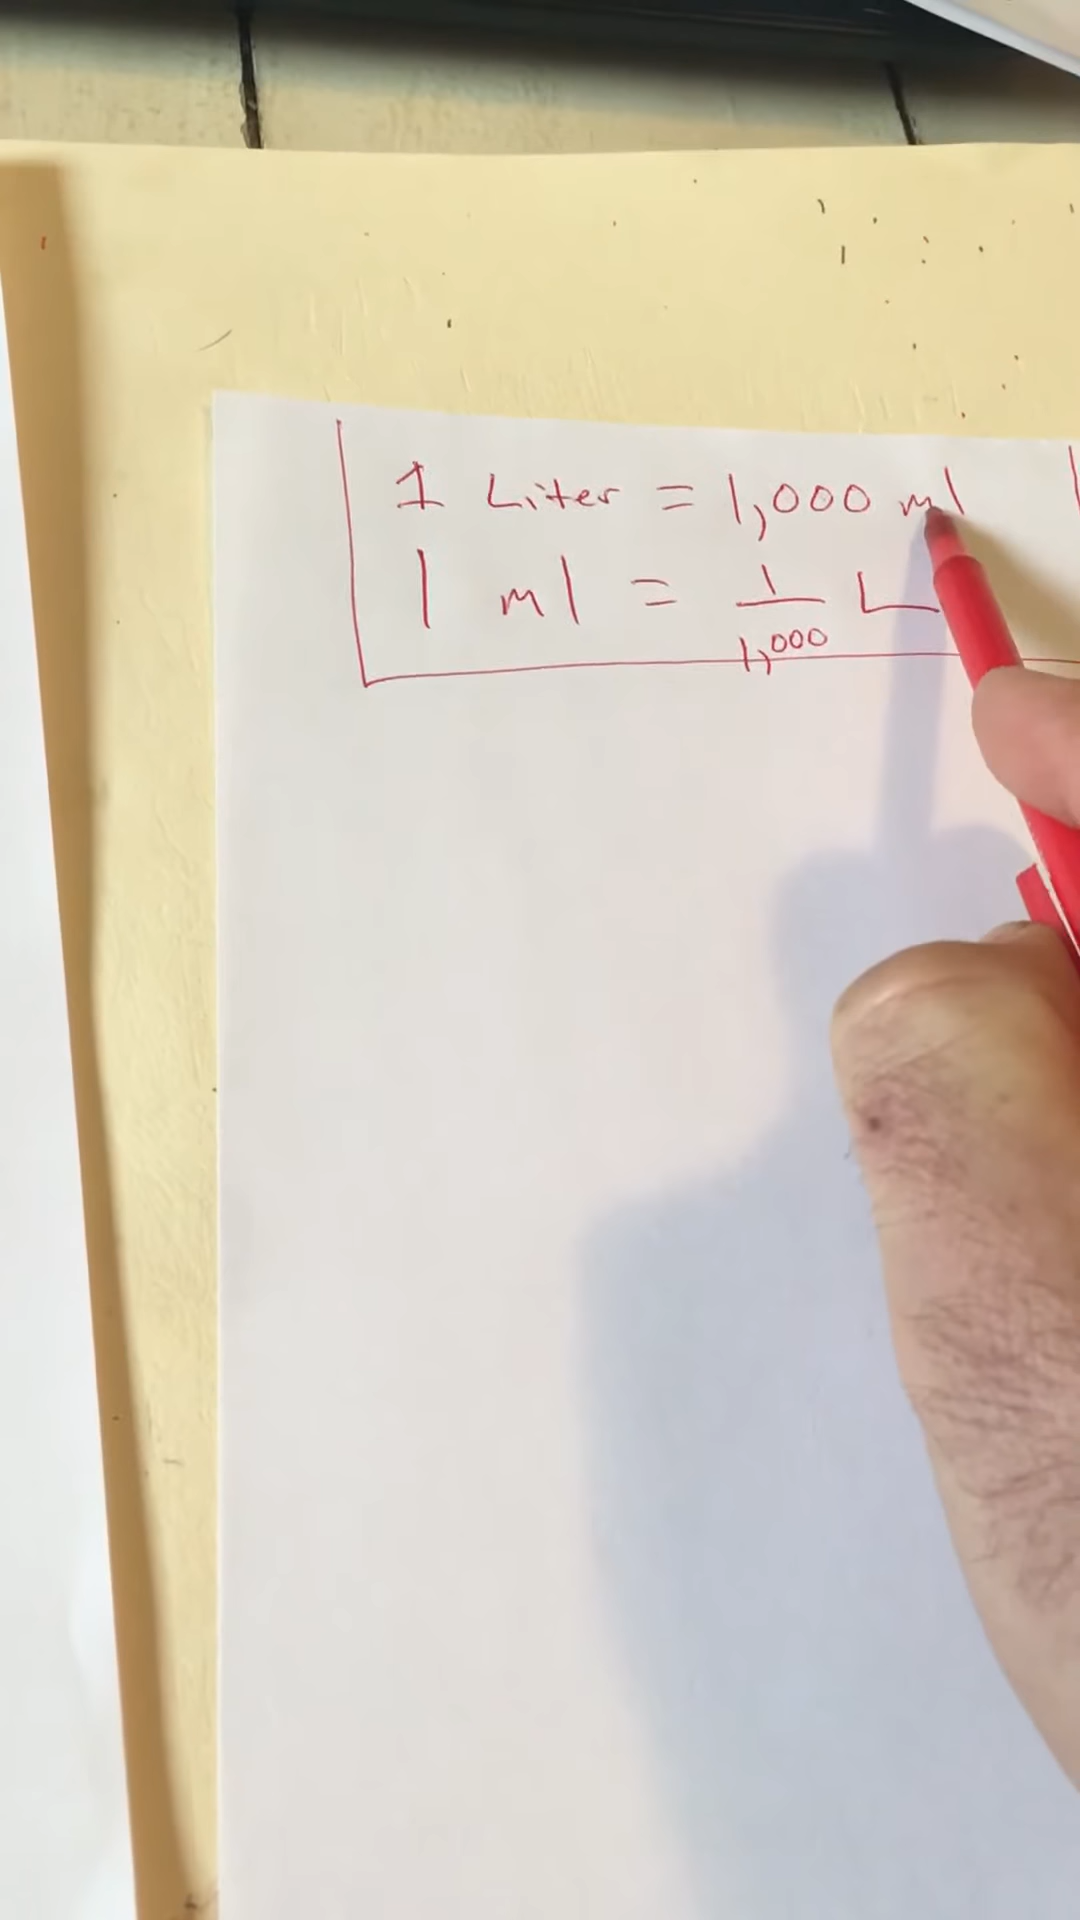 1 Liter = 1,000 ml
1 ml = 1/1,000 L